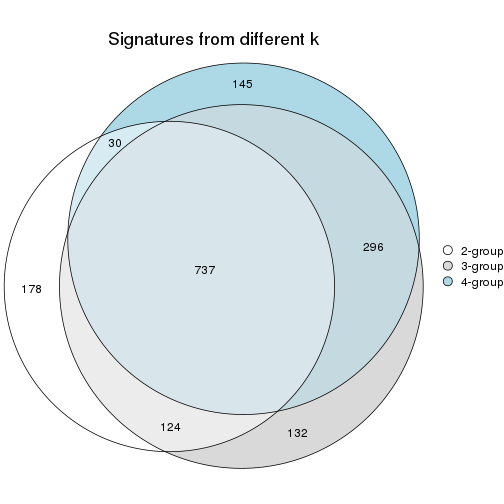 Signatures from different k
145
30
296
2-group
3-group
4-group
737
178
124
132